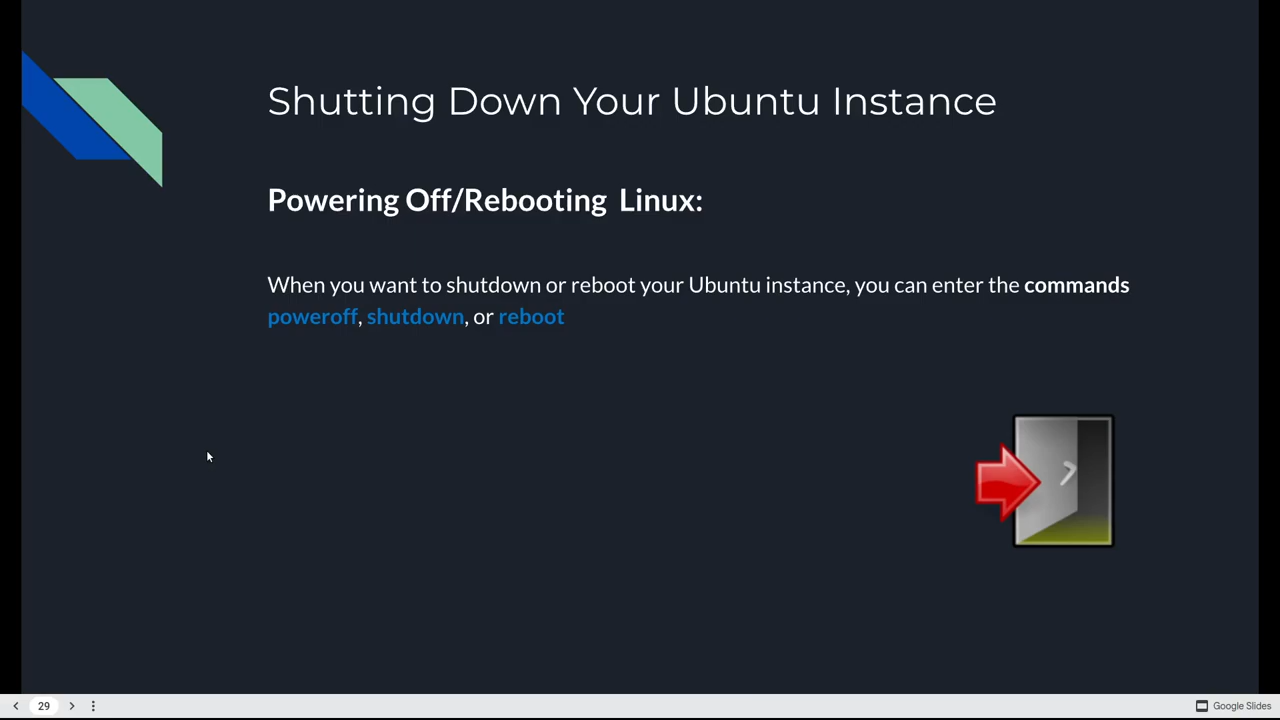 Shutting Down Your Ubuntu Instance
Powering Off/Rebooting  Linux:
When you want to shutdown or reboot your Ubuntu instance, you can enter the commands
poweroff, shutdown, or reboot
29
Google Slides